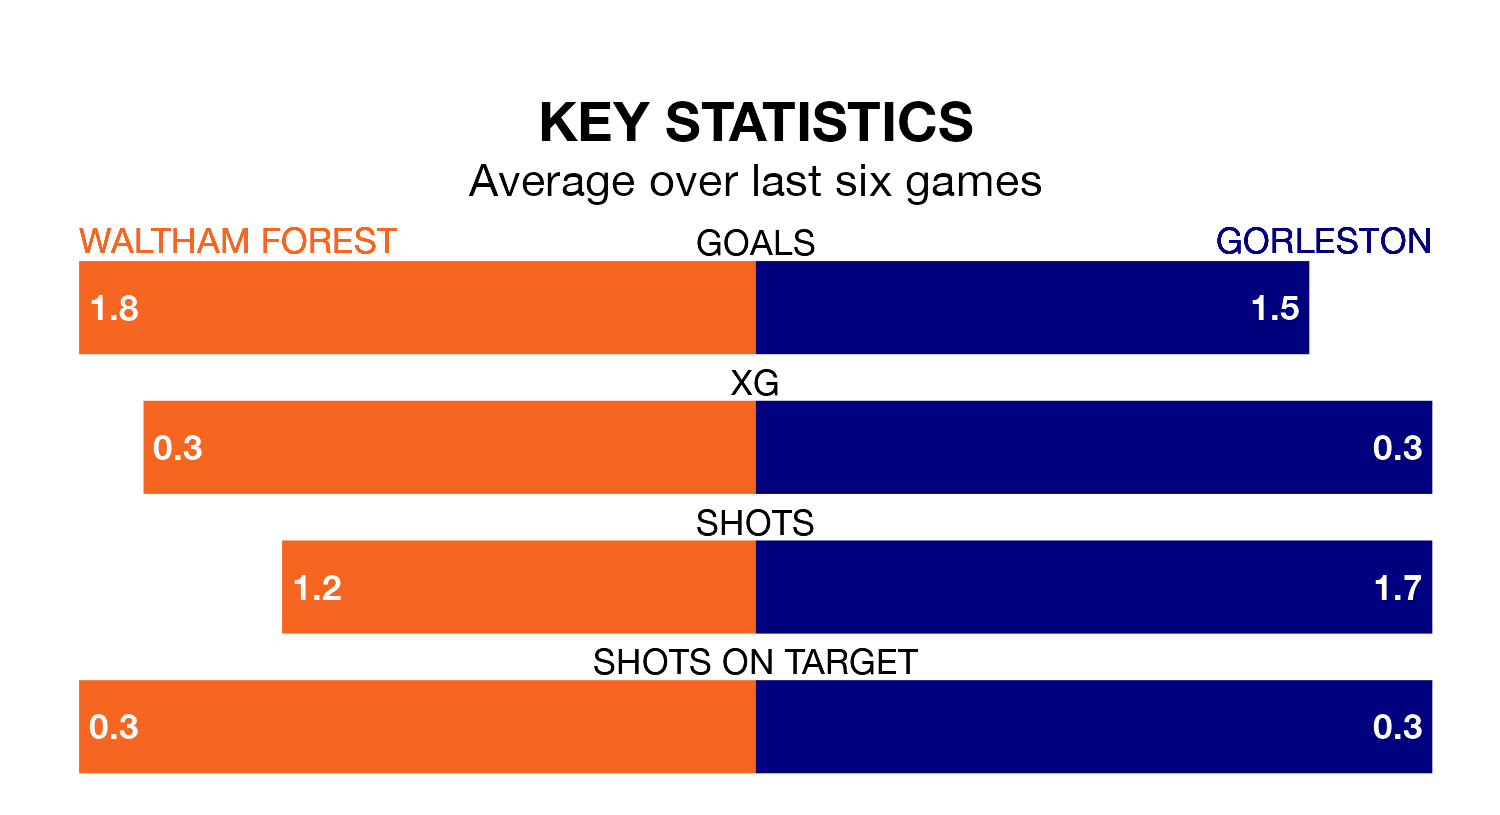 KEY STATISTICS
Average over last six games
WALTHAM FOREST GOALS GORLESTON
1.8 1.5
XG
0.3 0.3
SHOTS
1.2 1.7
SHOTS ON TARGET
0.3 0.3